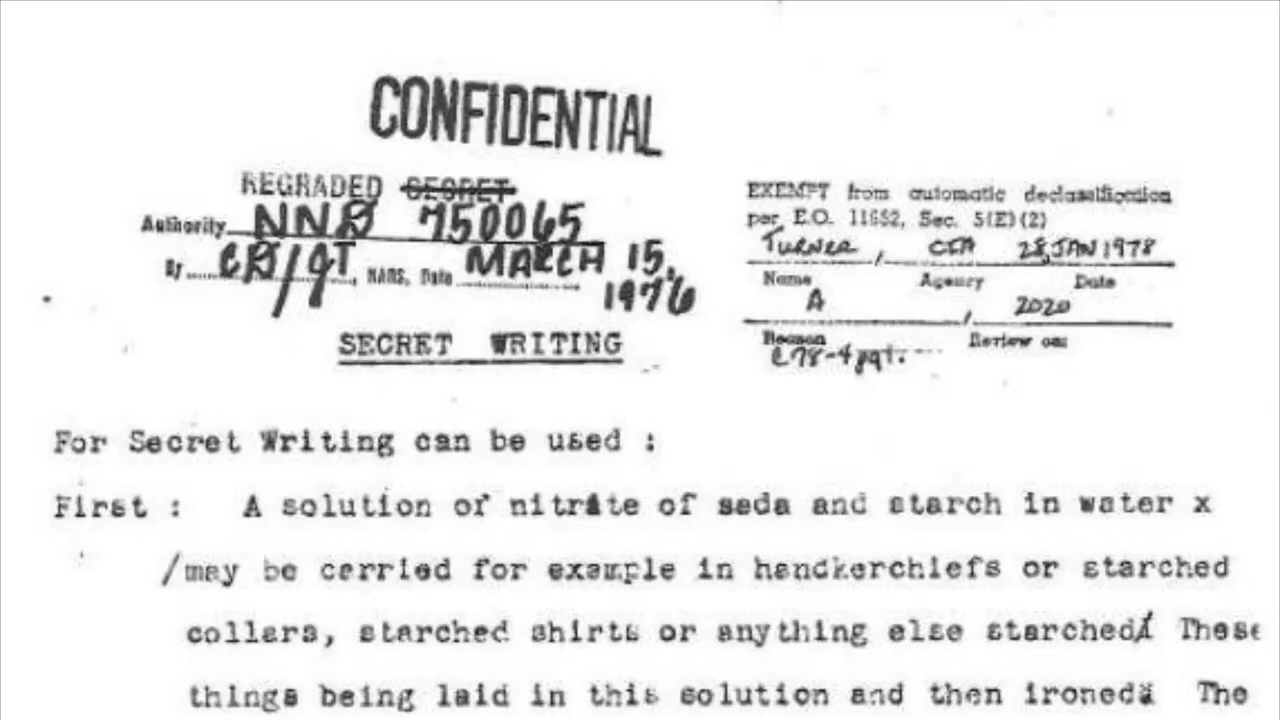 CONFIDENTIAL
REGRADED SECRET
Authority NND 750065
By , NARS, Date MARCH 15, 1976
EXEMPT from automatic declassification
per E.O. 11652, Sec. 5(E)(2)
TURNER, CIA 28 JAN 1978
Name Agency Date
A , 2020
Reason Review on:
C78-4
SECRET WRITING
For Secret Writing can be used :
First : A solution of nitrate of seda and starch in water x
/may be carried for example in handkerchiefs or starched
collars, starched shirts or anything else starched/ These
things being laid in this solution and then ironed The